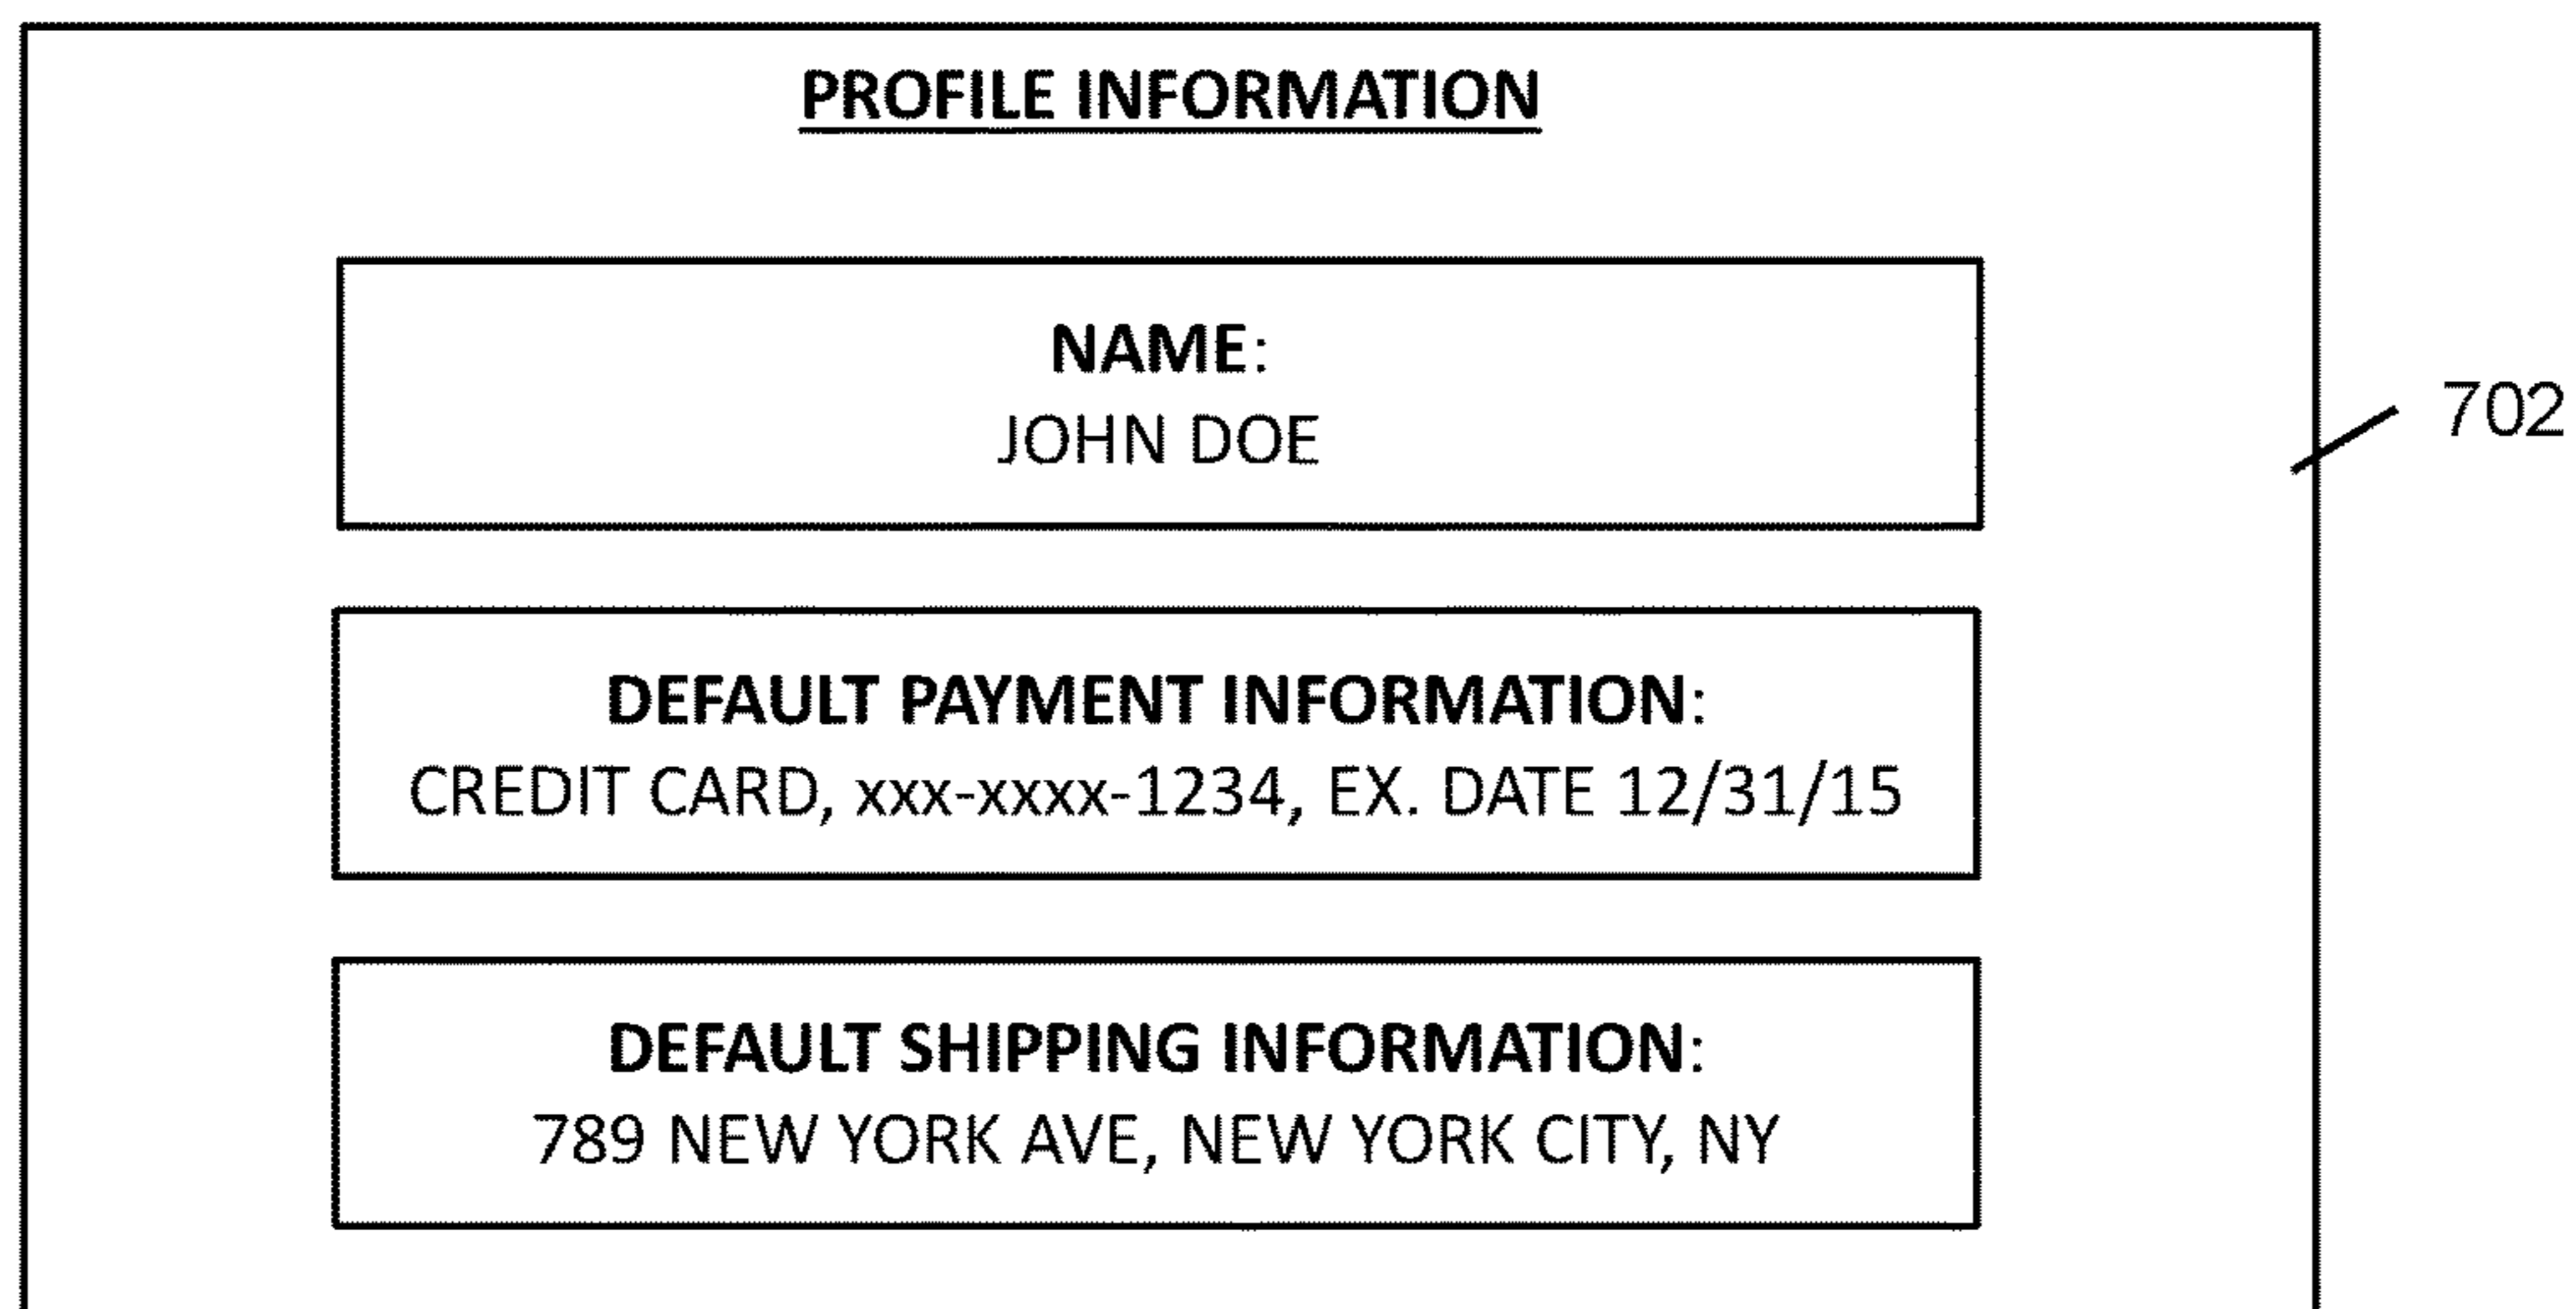 PROFILE INFORMATION
NAME:
JOHN DOE
702
DEFAULT PAYMENT INFORMATION:
CREDIT CARD, xxx-xxxx-1234, EX. DATE 12/31/15
DEFAULT SHIPPING INFORMATION:
789 NEW YORK AVE, NEW YORK CITY, NY